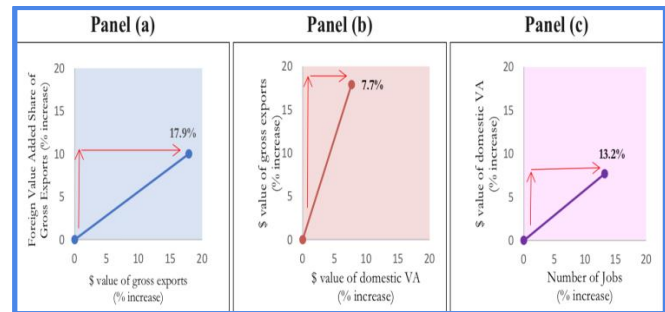 Panel (a)
Foreign Value Added Share of
Gross Exports (% increase)
20
15
10
5
0
17.9%
0 5 10 15 20
$ value of gross exports
(% increase)
Panel (b)
$ value of gross exports
(% increase)
20
15
10
5
0
7.7%
0 5 10 15 20
$ value of domestic VA
(% increase)
Panel (c)
$ value of domestic VA
(% increase)
20
15
10
5
0
13.2%
0 5 10 15 20
Number of Jobs
(% increase)